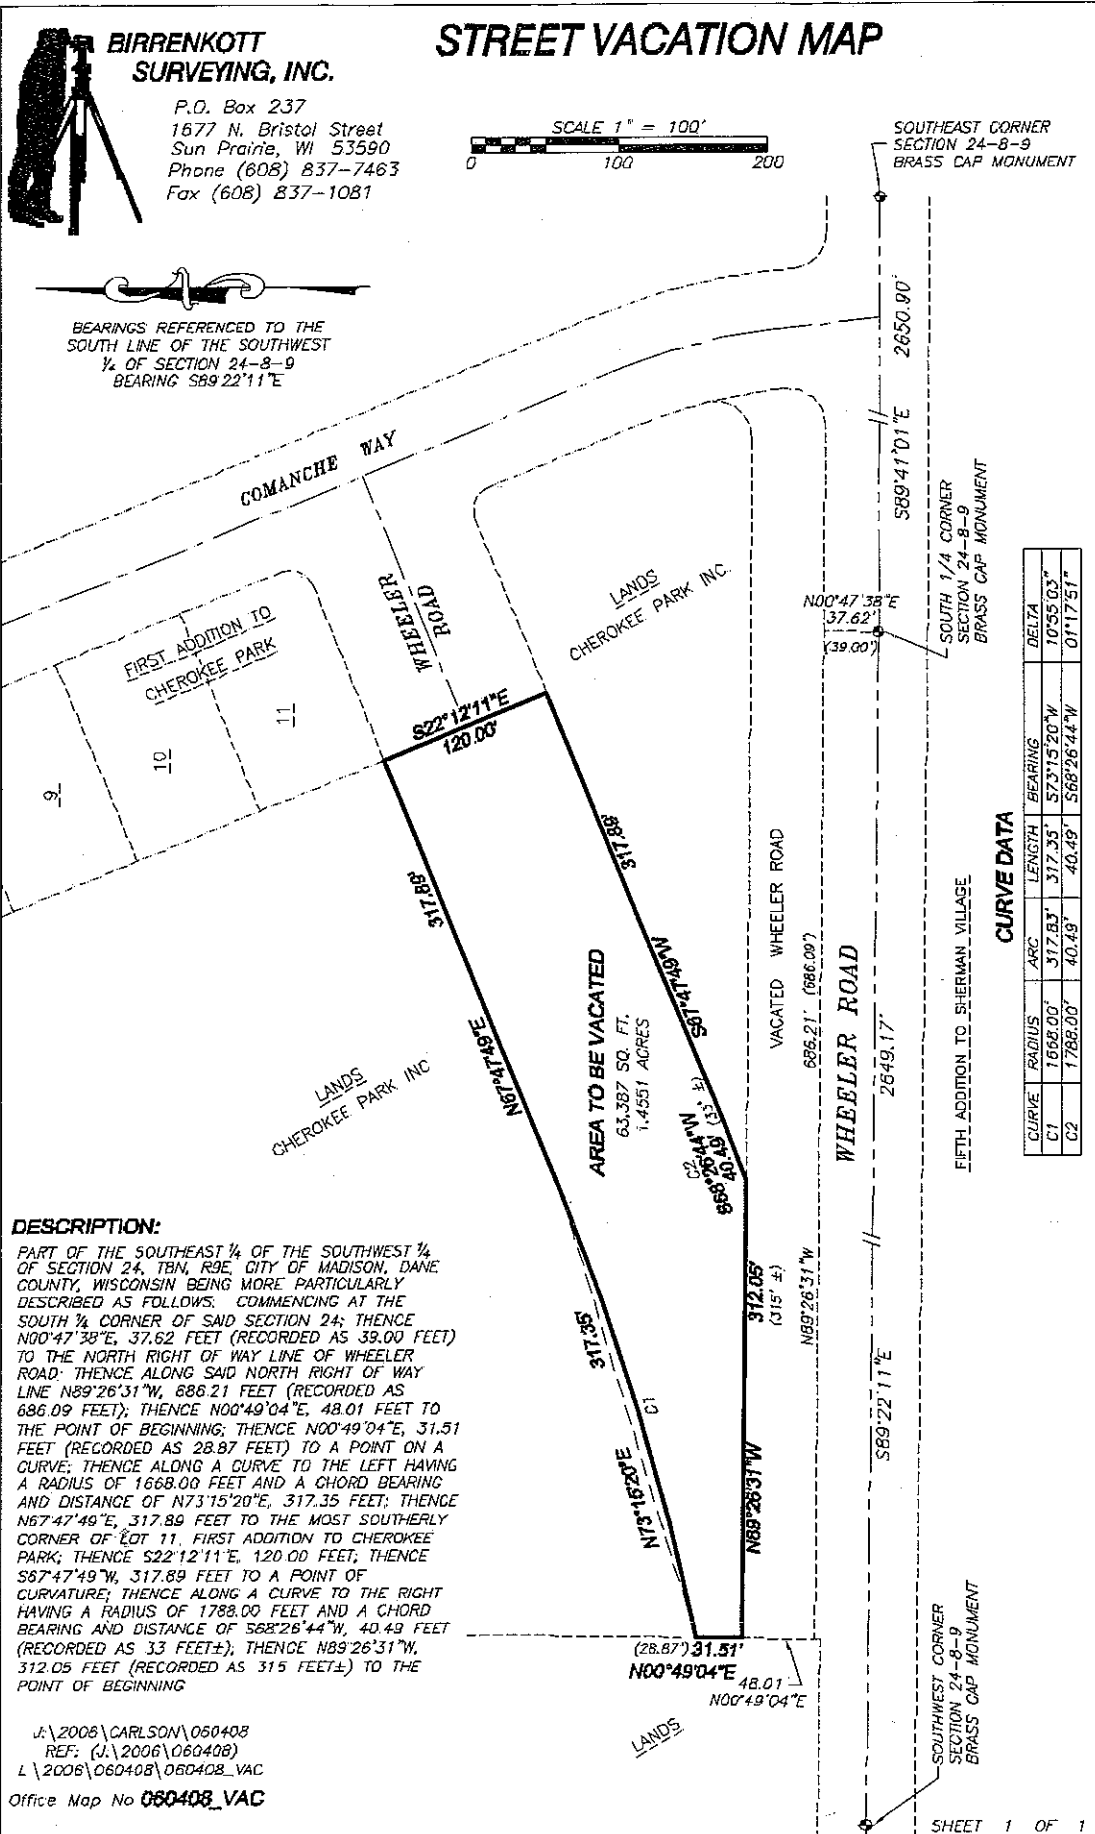 BIRRENKOTT
SURVEYING, INC.
P.O. Box 237
1677 N. Bristol Street
Sun Prairie, WI 53590
Phone (608) 837-7463
Fax (608) 837-1081
STREET VACATION MAP
SCALE 1" = 100'
0 100 200
SOUTHEAST CORNER
SECTION 24-8-9
BRASS CAP MONUMENT
BEARINGS REFERENCED TO THE
SOUTH LINE OF THE SOUTHWEST
¼ OF SECTION 24-8-9
BEARING S89°22'11"E
2650.90'
S89°41'01"E
COMANCHE WAY
WHEELER
ROAD
FIRST ADDITION TO
CHEROKEE PARK
9
10
11
LANDS
CHEROKEE PARK INC.
N00°47'38"E
37.62'
(39.00')
SOUTH 1/4 CORNER
SECTION 24-8-9
BRASS CAP MONUMENT
S22°12'11"E
120.00'
317.89'
N67°47'49"E
317.89'
S67°47'49"W
AREA TO BE VACATED
63,387 SQ. FT.
1.4551 ACRES
C2
S68°26'44"W
40.49' (33' ±)
VACATED WHEELER ROAD
686.21' (686.09')
N89°26'31"W
WHEELER ROAD
2649.17'
S89°22'11"E
FIFTH ADDITION TO SHERMAN VILLAGE
CURVE DATA
CURVE RADIUS ARC LENGTH BEARING DELTA
C1 1668.00' 317.83' 317.35' S73°15'20"W 10°55'03"
C2 1788.00' 40.49' 40.49' S68°26'44"W 01°17'51"
LANDS
CHEROKEE PARK INC
312.05'
(315' ±)
N89°26'31"W
317.35'
C1
N73°15'20"E
DESCRIPTION:
PART OF THE SOUTHEAST ¼ OF THE SOUTHWEST ¼
OF SECTION 24, T8N, R9E, CITY OF MADISON, DANE
COUNTY, WISCONSIN BEING MORE PARTICULARLY
DESCRIBED AS FOLLOWS: COMMENCING AT THE
SOUTH ¼ CORNER OF SAID SECTION 24; THENCE
N00°47'38"E, 37.62 FEET (RECORDED AS 39.00 FEET)
TO THE NORTH RIGHT OF WAY LINE OF WHEELER
ROAD; THENCE ALONG SAID NORTH RIGHT OF WAY
LINE N89°26'31"W, 686.21 FEET (RECORDED AS
686.09 FEET); THENCE N00°49'04"E, 48.01 FEET TO
THE POINT OF BEGINNING; THENCE N00°49'04"E, 31.51
FEET (RECORDED AS 28.87 FEET) TO A POINT ON A
CURVE; THENCE ALONG A CURVE TO THE LEFT HAVING
A RADIUS OF 1668.00 FEET AND A CHORD BEARING
AND DISTANCE OF N73°15'20"E, 317.35 FEET; THENCE
N67°47'49"E, 317.89 FEET TO THE MOST SOUTHERLY
CORNER OF LOT 11, FIRST ADDITION TO CHEROKEE
PARK; THENCE S22°12'11"E, 120.00 FEET; THENCE
S67°47'49"W, 317.89 FEET TO A POINT OF
CURVATURE; THENCE ALONG A CURVE TO THE RIGHT
HAVING A RADIUS OF 1788.00 FEET AND A CHORD
BEARING AND DISTANCE OF S68°26'44"W, 40.49 FEET
(RECORDED AS 33 FEET±); THENCE N89°26'31"W,
312.05 FEET (RECORDED AS 315 FEET±) TO THE
POINT OF BEGINNING
(28.87') 31.51'
N00°49'04"E
48.01
N00°49'04"E
LANDS
SOUTHWEST CORNER
SECTION 24-8-9
BRASS CAP MONUMENT
J:\2006\CARLSON\060408
REF: (J:\2006\060408)
L \2006\060408\060408_VAC
Office Map No 060408_VAC
SHEET 1 OF 1